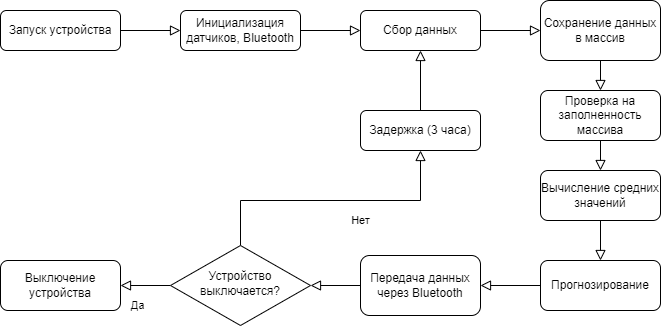 Запуск устройства
Инициализация
датчиков, Bluetooth
Сбор данных
Сохранение данных
в массив
Проверка на
заполненность
массива
Задержка (3 часа)
Вычисление средних
значений
Нет
Выключение
устройства
Да
Устройство
выключается?
Передача данных
через Bluetooth
Прогнозирование